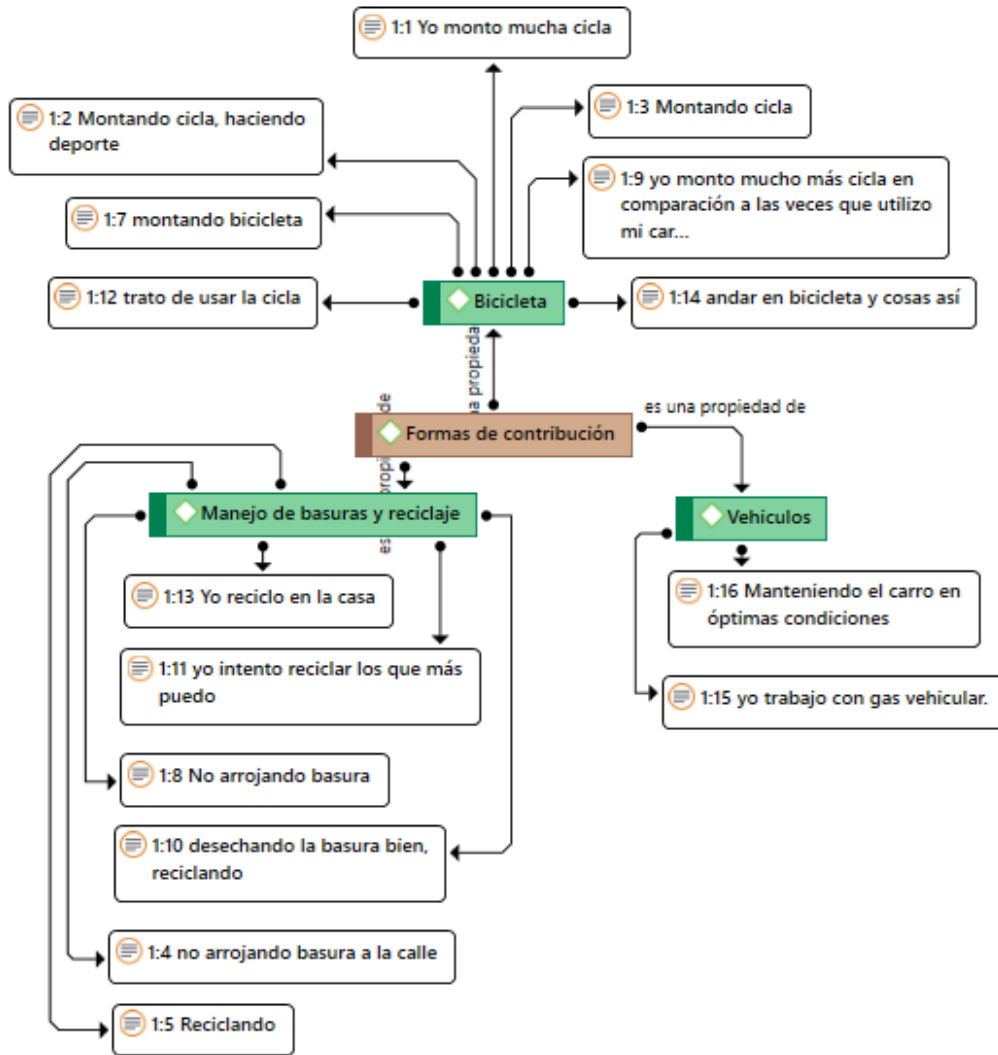 1:1 Yo monto mucha cicla
1:2 Montando cicla, haciendo
deporte
1:3 Montando cicla
1:9 yo monto mucho más cicla en
comparación a las veces que utilizo
mi car...
1:7 montando bicicleta
1:12 trato de usar la cicla
Bicicleta
1:14 andar en bicicleta y cosas así
es una propiedad de
Formas de contribución
Manejo de basuras y reciclaje
Vehiculos
1:13 Yo reciclo en la casa
1:16 Manteniendo el carro en
óptimas condiciones
1:11 yo intento reciclar los que más
puedo
1:15 yo trabajo con gas vehicular.
1:8 No arrojando basura
1:10 desechando la basura bien,
reciclando
1:4 no arrojando basura a la calle
1:5 Reciclando